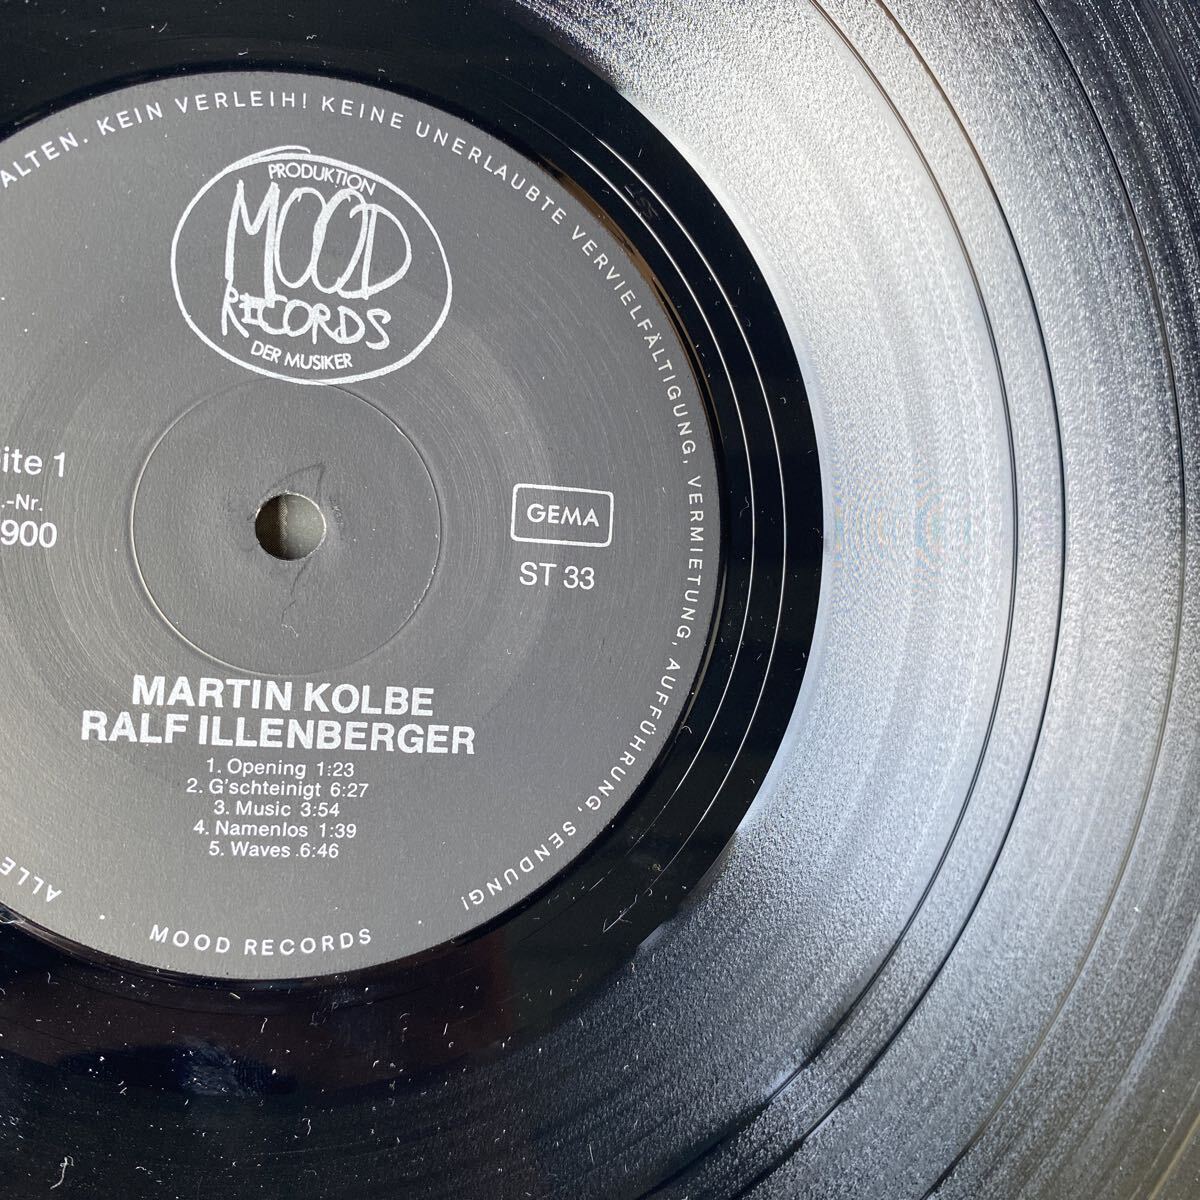 ALTEN. KEIN VERLEIH! KEINE UNERLAUBTE VERVIELFÄLTIGUNG, VERMIETUNG, AUFFÜHRUNG, SENDUNG!
PRODUKTION
MOOD
RECORDS
DER MUSIKER
ite 1
.-Nr.
900
GEMA
ST 33
MARTIN KOLBE
RALF ILLENBERGER
1. Opening 1:23
2. G'schteinigt 6:27
3. Music 3:54
4. Namenlos 1:39
5. Waves 6:46
MOOD RECORDS
ALLE